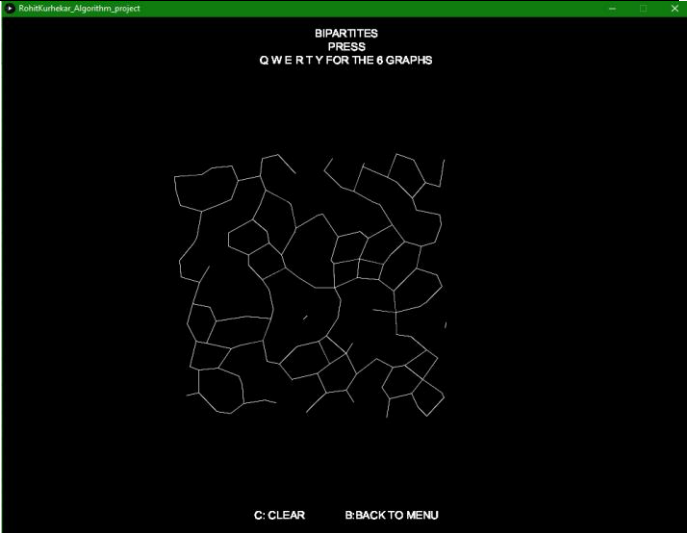 RohitKurhekar_Algorithm_project
BIPARTITES
PRESS
Q W E R T Y FOR THE 6 GRAPHS
C: CLEAR
B:BACK TO MENU